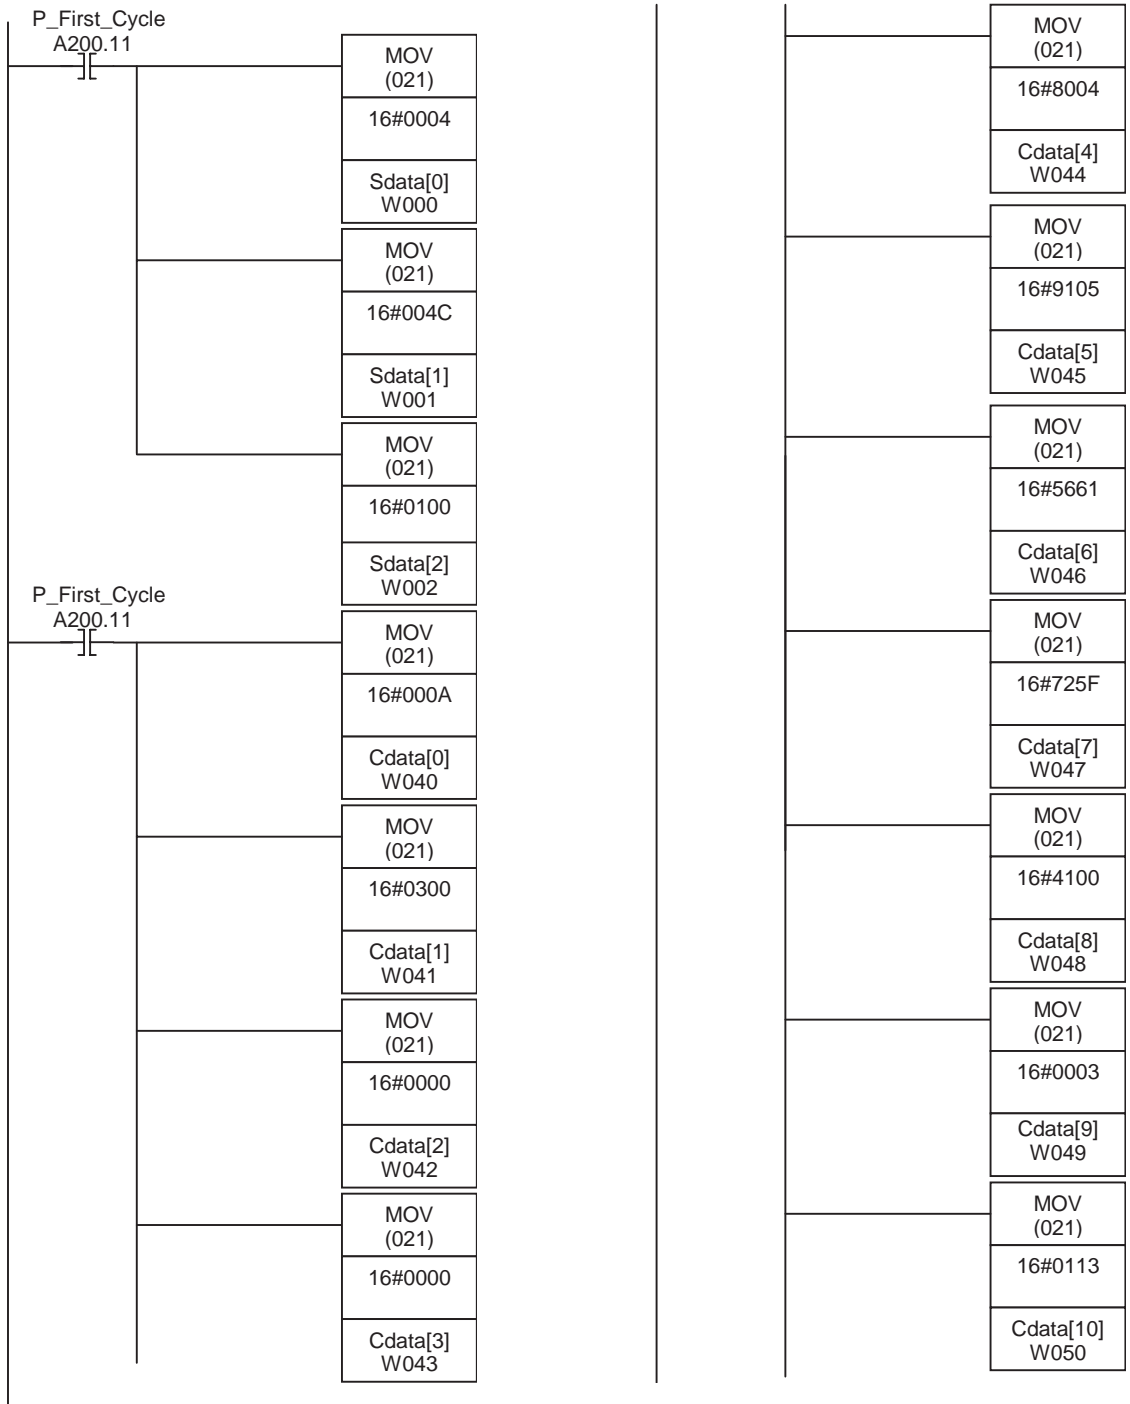 P_First_Cycle
A200.11
MOV
(021)
16#0004
Sdata[0]
W000
MOV
(021)
16#004C
Sdata[1]
W001
MOV
(021)
16#0100
Sdata[2]
W002
P_First_Cycle
A200.11
MOV
(021)
16#000A
Cdata[0]
W040
MOV
(021)
16#0300
Cdata[1]
W041
MOV
(021)
16#0000
Cdata[2]
W042
MOV
(021)
16#0000
Cdata[3]
W043
MOV
(021)
16#8004
Cdata[4]
W044
MOV
(021)
16#9105
Cdata[5]
W045
MOV
(021)
16#5661
Cdata[6]
W046
MOV
(021)
16#725F
Cdata[7]
W047
MOV
(021)
16#4100
Cdata[8]
W048
MOV
(021)
16#0003
Cdata[9]
W049
MOV
(021)
16#0113
Cdata[10]
W050